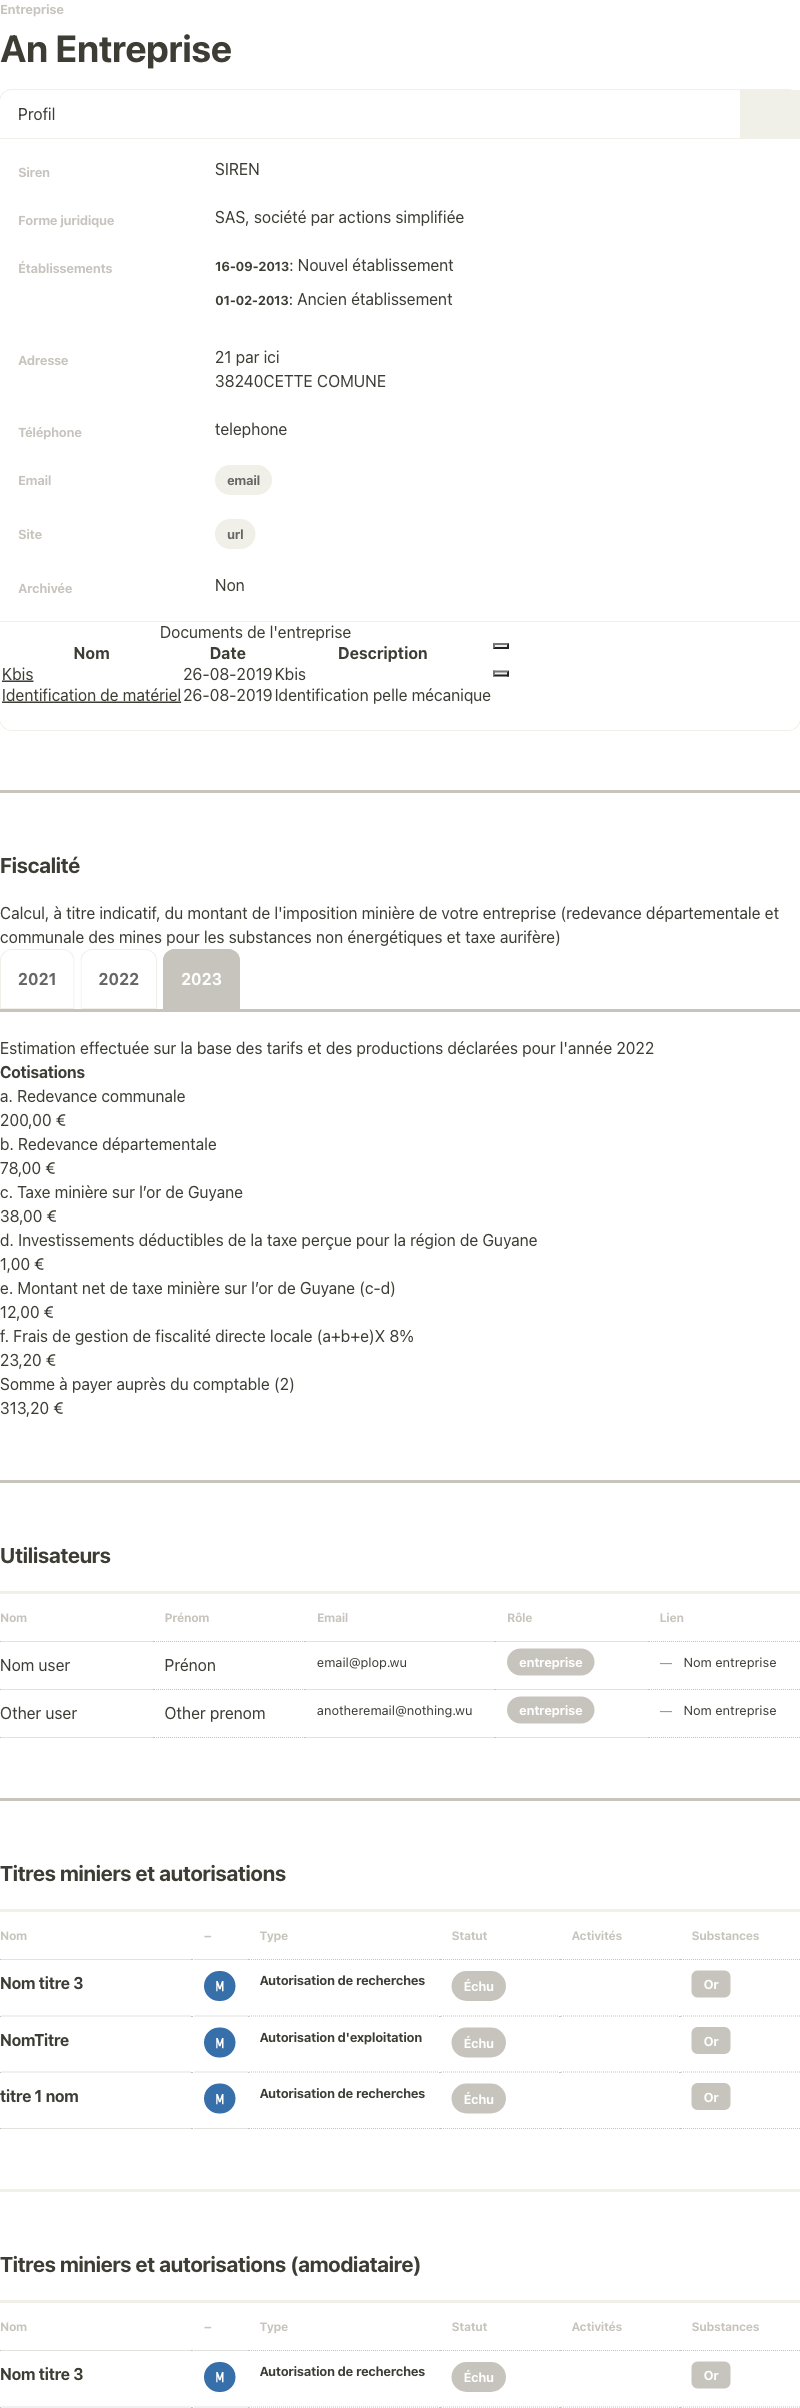 Entreprise
An Entreprise
Profil
Siren SIREN
Forme juridique SAS, société par actions simplifiée
Établissements 16-09-2013: Nouvel établissement
01-02-2013: Ancien établissement
Adresse 21 par ici
38240CETTE COMUNE
Téléphone telephone
Email email
Site url
Archivée Non
Documents de l'entreprise
Nom Date Description
Kbis 26-08-2019 Kbis
Identification de matériel 26-08-2019 Identification pelle mécanique
Fiscalité
Calcul, à titre indicatif, du montant de l'imposition minière de votre entreprise (redevance départementale et
communale des mines pour les substances non énergétiques et taxe aurifère)
2021 2022 2023
Estimation effectuée sur la base des tarifs et des productions déclarées pour l'année 2022
Cotisations
a. Redevance communale
200,00 €
b. Redevance départementale
78,00 €
c. Taxe minière sur l’or de Guyane
38,00 €
d. Investissements déductibles de la taxe perçue pour la région de Guyane
1,00 €
e. Montant net de taxe minière sur l’or de Guyane (c-d)
12,00 €
f. Frais de gestion de fiscalité directe locale (a+b+e)X 8%
23,20 €
Somme à payer auprès du comptable (2)
313,20 €
Utilisateurs
Nom Prénom Email Rôle Lien
Nom user Prénon email@plop.wu entreprise — Nom entreprise
Other user Other prenom anotheremail@nothing.wu entreprise — Nom entreprise
Titres miniers et autorisations
Nom – Type Statut Activités Substances
Nom titre 3 M Autorisation de recherches Échu Or
NomTitre M Autorisation d'exploitation Échu Or
titre 1 nom M Autorisation de recherches Échu Or
Titres miniers et autorisations (amodiataire)
Nom – Type Statut Activités Substances
Nom titre 3 M Autorisation de recherches Échu Or